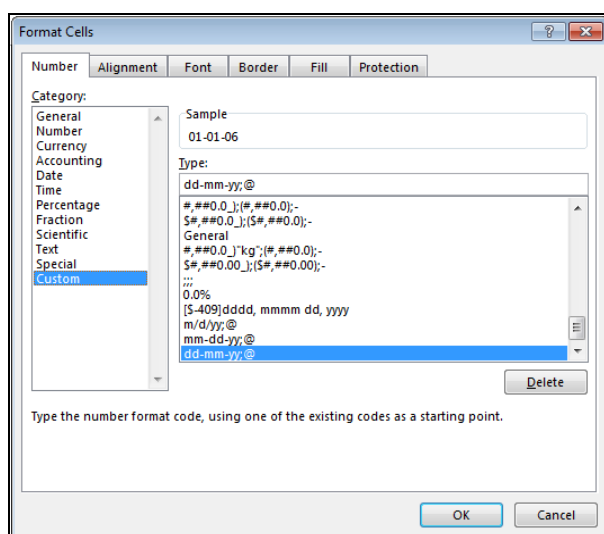 Format Cells
Number Alignment Font Border Fill Protection
Category:
General
Number
Currency
Accounting
Date
Time
Percentage
Fraction
Scientific
Text
Special
Custom
Sample
01-01-06
Type:
dd-mm-yy;@
#,##0.0_);(#,##0.0);-
$#,##0.0_);($#,##0.0);-
General
#,##0.0_)"kg";(#,##0.0);-
$#,##0.00_);($#,##0.00);-
;;;
0.0%
[$-409]dddd, mmmm dd, yyyy
m/d/yy;@
mm-dd-yy;@
dd-mm-yy;@
Delete
Type the number format code, using one of the existing codes as a starting point.
OK Cancel